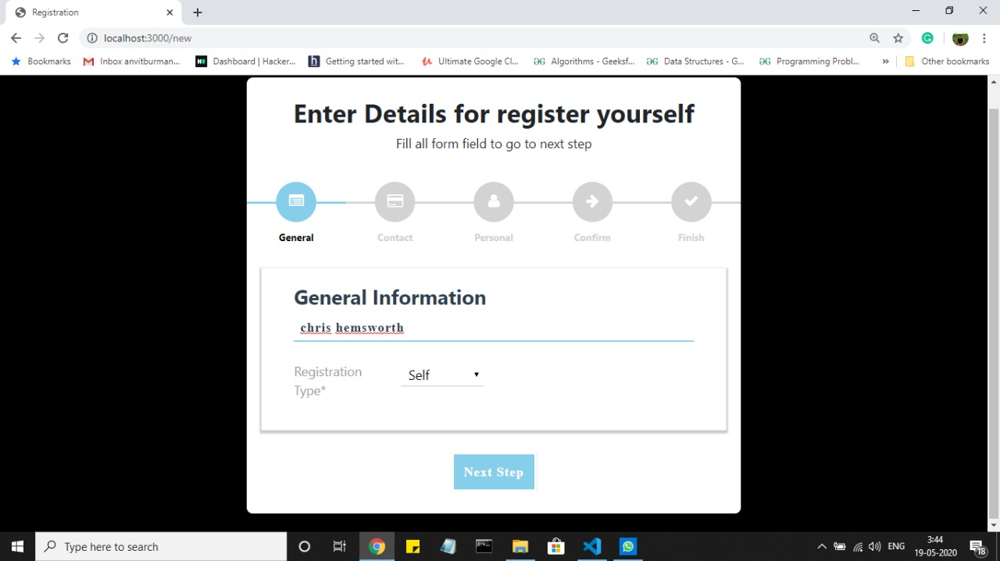 Registration
localhost:3000/new
Bookmarks
Inbox anvitburman...
Dashboard | Hacker...
Getting started wit...
Ultimate Google Cl...
Algorithms - Geeksf...
Data Structures - G...
Programming Probl...
»
Other bookmarks
Enter Details for register yourself
Fill all form field to go to next step
General
Contact
Personal
Confirm
Finish
General Information
chris hemsworth
Registration
Type*
Self
Next Step
Type here to search
ENG
3:44
19-05-2020
18